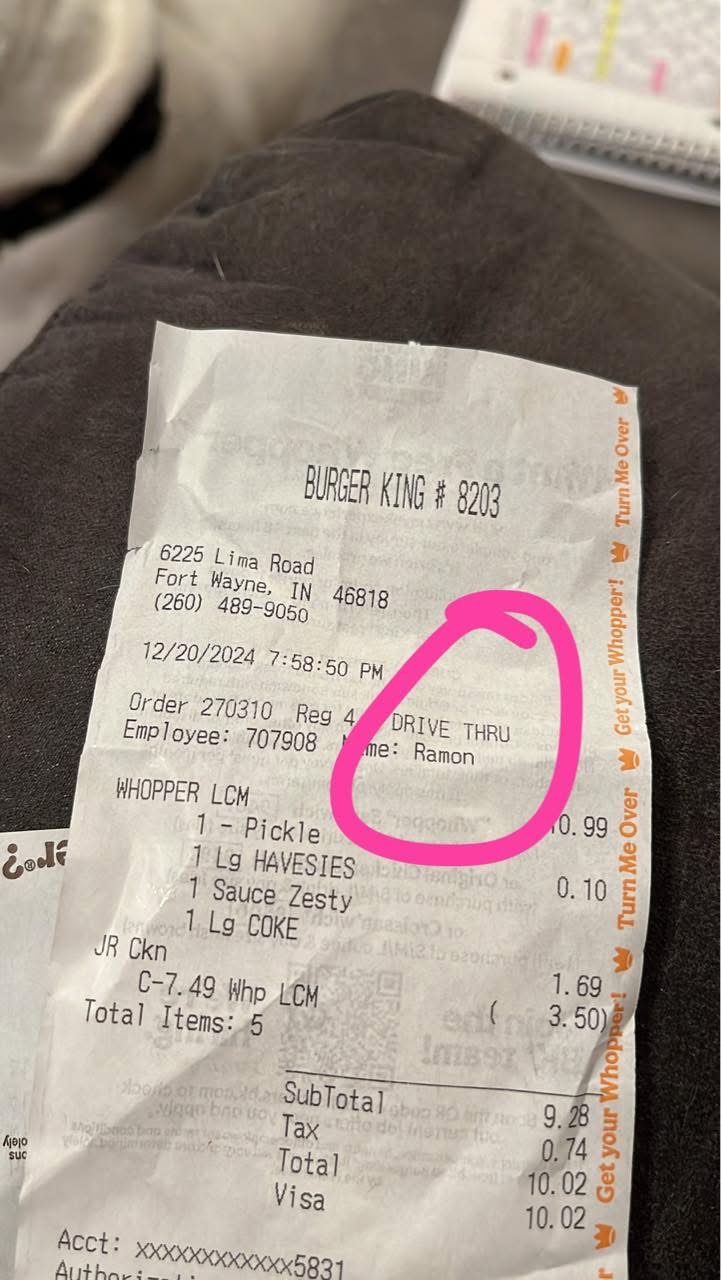 BURGER KING # 8203
6225 Lima Road
Fort Wayne, IN 46818
(260) 489-9050
12/20/2024 7:58:50 PM
Order 270310 Reg 4 DRIVE THRU
Employee: 707908 me: Ramon
WHOPPER LCM 0.99
1 - Pickle
1 Lg HAVESIES 0.10
1 Sauce Zesty
1 Lg COKE
JR Ckn 1.69
C-7.49 Whp LCM ( 3.50)
Total Items: 5
SubTotal 9.28
Tax 0.74
Total 10.02
Visa 10.02
Acct: xxxxxxxxxxxx5831
Turn Me Over
Get your Whopper!
Turn Me Over
Get your Whopper!